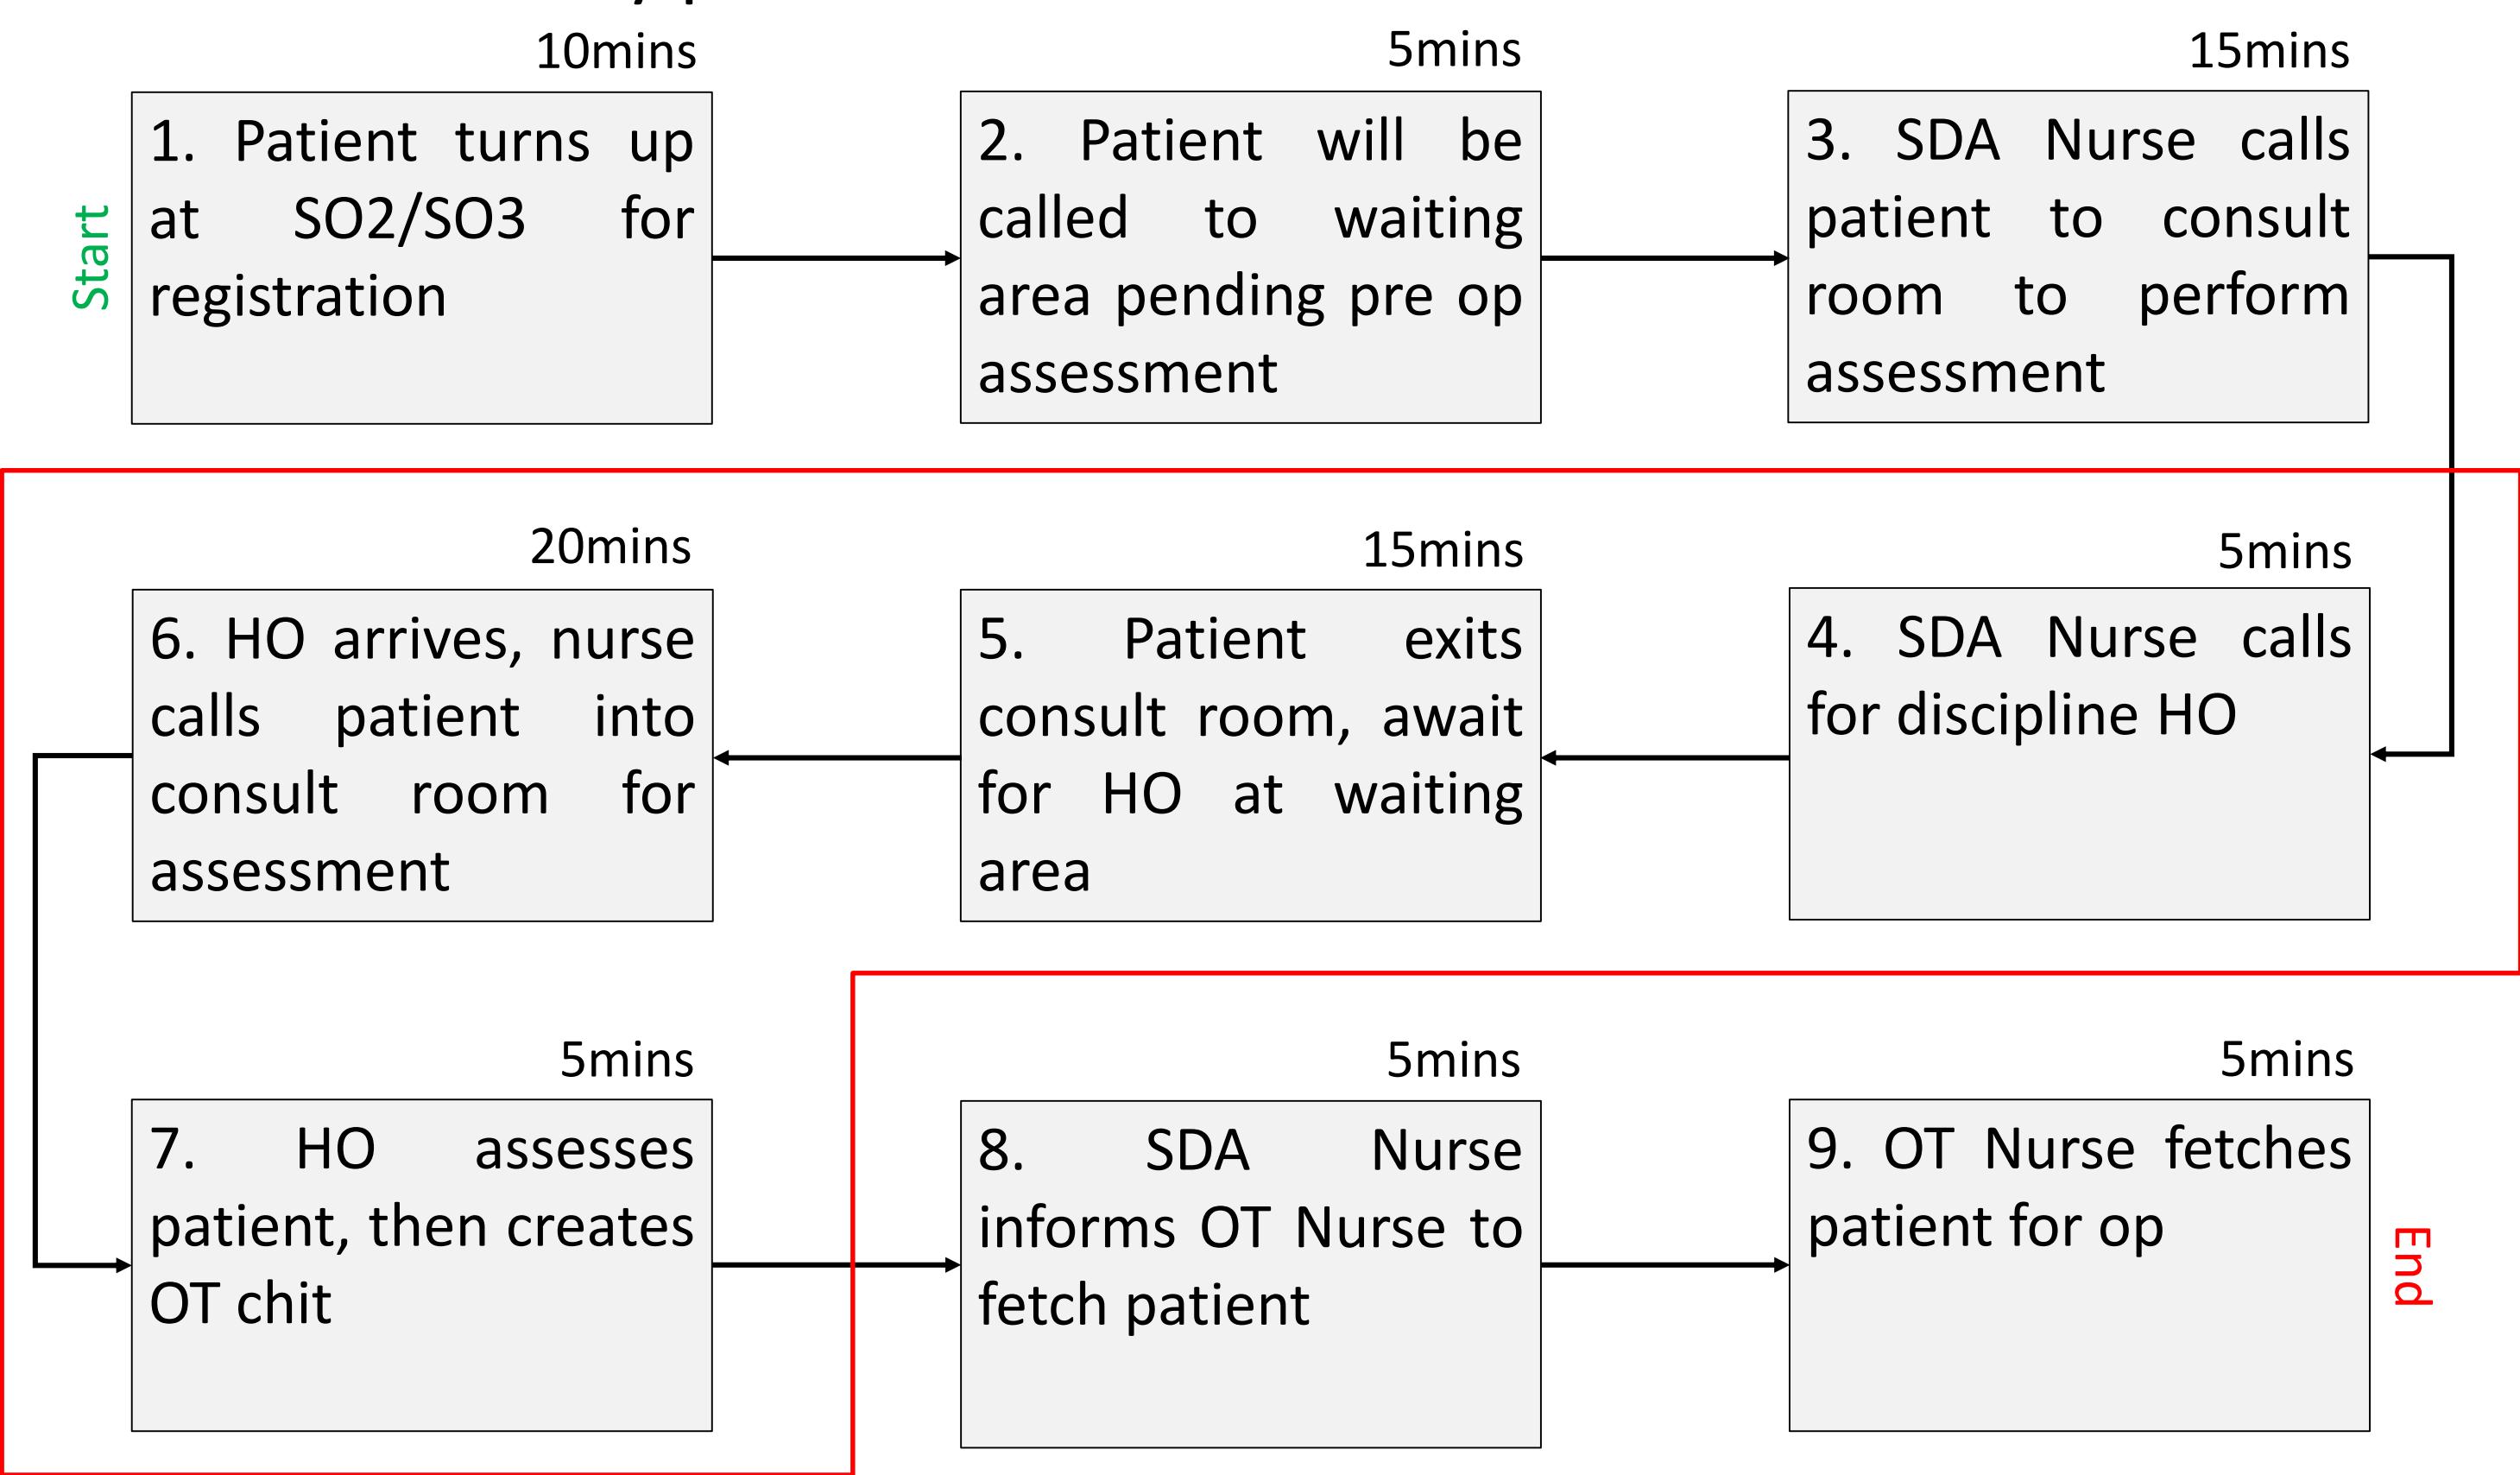 10mins
5mins
15mins
Start
1. Patient turns up
at SO2/SO3 for
registration
2. Patient will be
called to waiting
area pending pre op
assessment
3. SDA Nurse calls
patient to consult
room to perform
assessment
20mins
15mins
5mins
6. HO arrives, nurse
calls patient into
consult room for
assessment
5. Patient exits
consult room, await
for HO at waiting
area
4. SDA Nurse calls
for discipline HO
5mins
5mins
5mins
7. HO assesses
patient, then creates
OT chit
8. SDA Nurse
informs OT Nurse to
fetch patient
9. OT Nurse fetches
patient for op
End